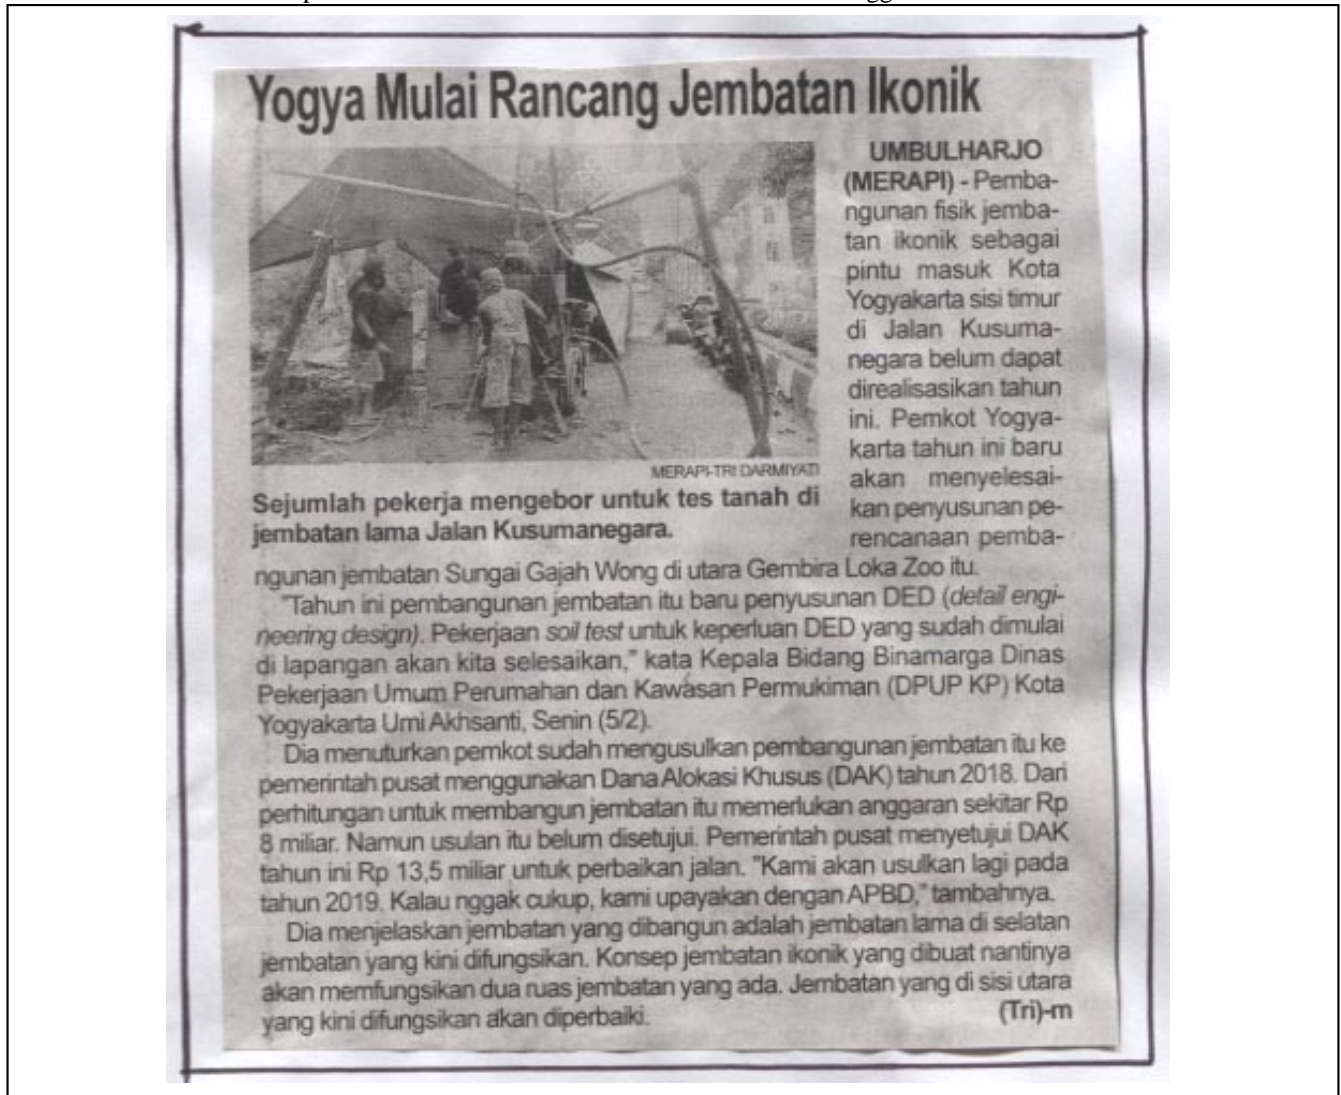 Yogya Mulai Rancang Jembatan Ikonik
MERAPI-TRI DARMIYATI
Sejumlah pekerja mengebor untuk tes tanah di
jembatan lama Jalan Kusumanegara.
UMBULHARJO
(MERAPI) - Pemba-
ngunan fisik jemba-
tan ikonik sebagai
pintu masuk Kota
Yogyakarta sisi timur
di Jalan Kusuma-
negara belum dapat
direalisasikan tahun
ini. Pemkot Yogya-
karta tahun ini baru
akan menyelesai-
kan penyusunan pe-
rencanaan pemba-
ngunan jembatan Sungai Gajah Wong di utara Gembira Loka Zoo itu.
"Tahun ini pembangunan jembatan itu baru penyusunan DED (detail engi-
neering design). Pekerjaan soil test untuk keperluan DED yang sudah dimulai
di lapangan akan kita selesaikan," kata Kepala Bidang Binamarga Dinas
Pekerjaan Umum Perumahan dan Kawasan Permukiman (DPUP KP) Kota
Yogyakarta Umi Akhsanti, Senin (5/2).
Dia menuturkan pemkot sudah mengusulkan pembangunan jembatan itu ke
pemerintah pusat menggunakan Dana Alokasi Khusus (DAK) tahun 2018. Dari
perhitungan untuk membangun jembatan itu memerlukan anggaran sekitar Rp
8 miliar. Namun usulan itu belum disetujui. Pemerintah pusat menyetujui DAK
tahun ini Rp 13,5 miliar untuk perbaikan jalan. "Kami akan usulkan lagi pada
tahun 2019. Kalau nggak cukup, kami upayakan dengan APBD," tambahnya.
Dia menjelaskan jembatan yang dibangun adalah jembatan lama di selatan
jembatan yang kini difungsikan. Konsep jembatan ikonik yang dibuat nantinya
akan memfungsikan dua ruas jembatan yang ada. Jembatan yang di sisi utara
yang kini difungsikan akan diperbaiki. (Tri)-m